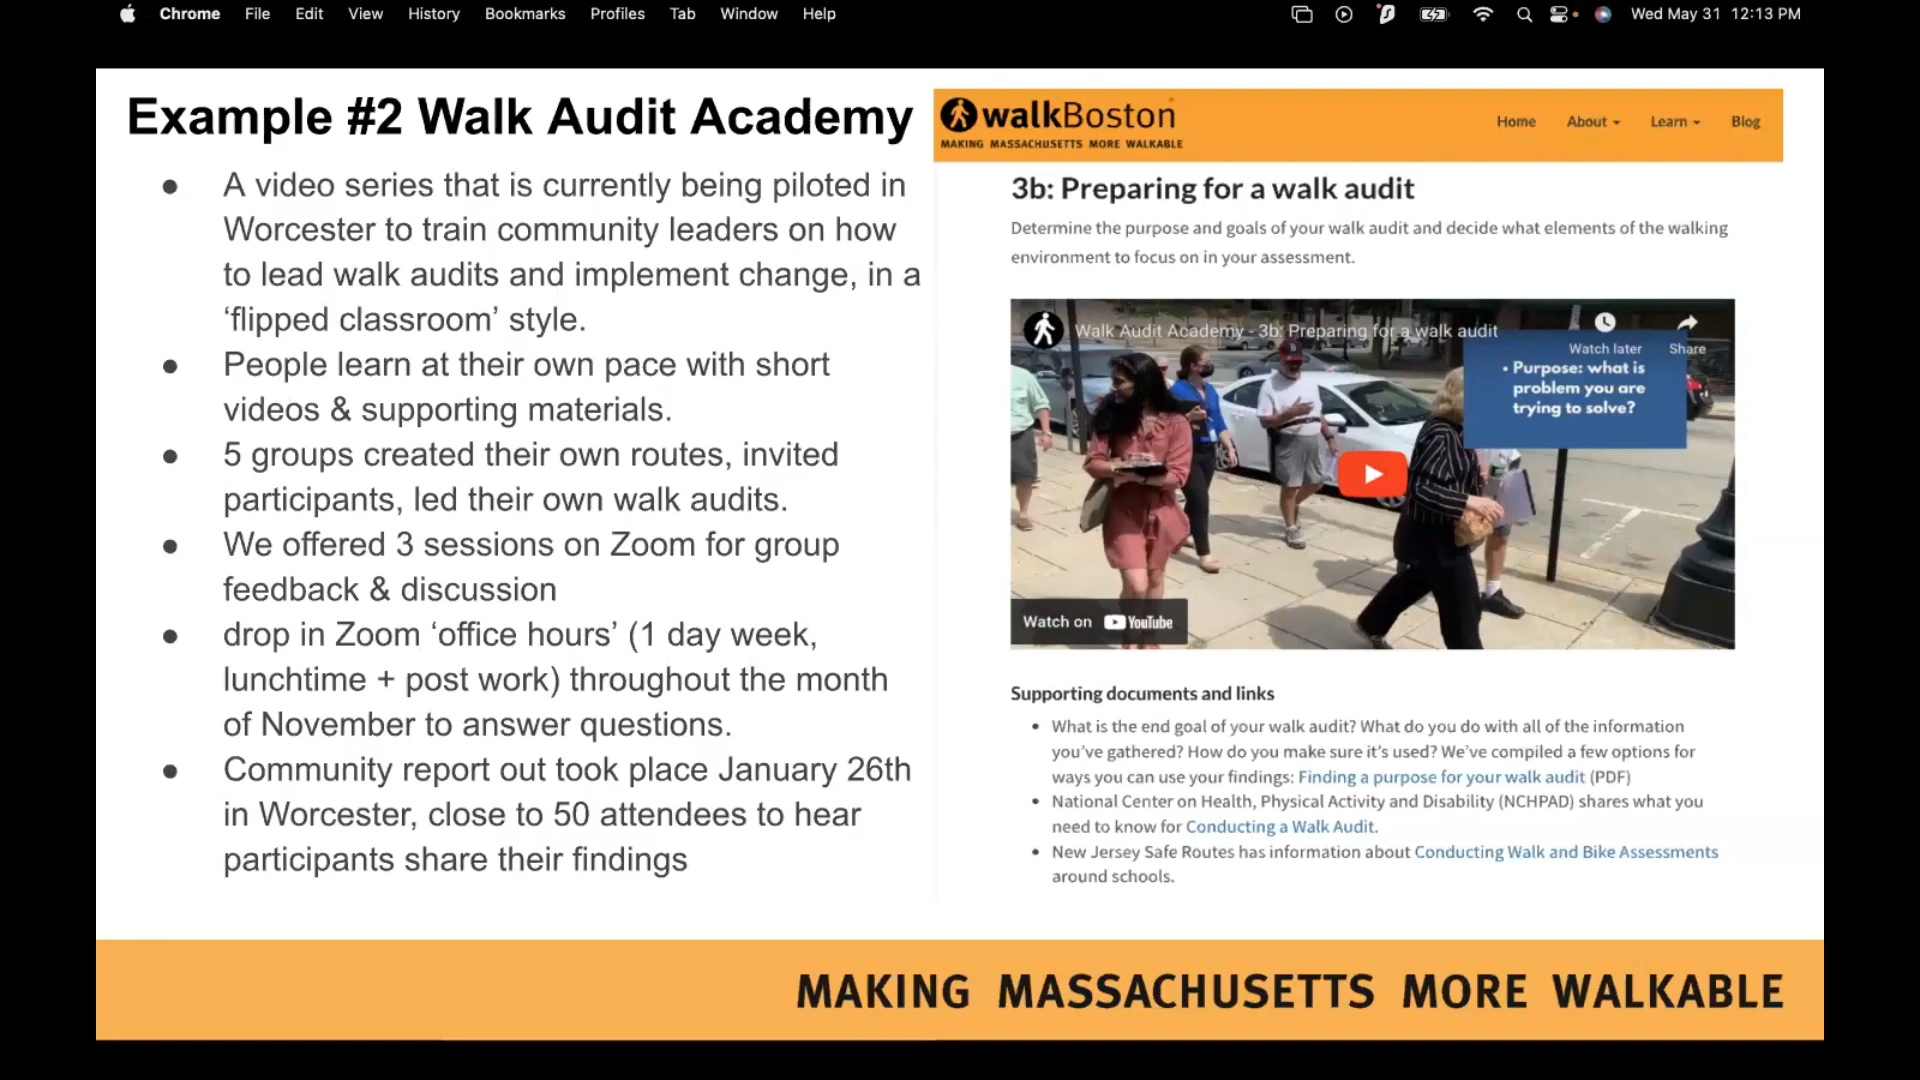 Chrome File Edit View History Bookmarks Profiles Tab Window Help Wed May 31 12:13 PM
Example #2 Walk Audit Academy
● A video series that is currently being piloted in
Worcester to train community leaders on how
to lead walk audits and implement change, in a
‘flipped classroom’ style.
● People learn at their own pace with short
videos & supporting materials.
● 5 groups created their own routes, invited
participants, led their own walk audits.
● We offered 3 sessions on Zoom for group
feedback & discussion
● drop in Zoom ‘office hours’ (1 day week,
lunchtime + post work) throughout the month
of November to answer questions.
● Community report out took place January 26th
in Worcester, close to 50 attendees to hear
participants share their findings
walkBoston
MAKING MASSACHUSETTS MORE WALKABLE
Home About Learn Blog
3b: Preparing for a walk audit
Determine the purpose and goals of your walk audit and decide what elements of the walking
environment to focus on in your assessment.
Walk Audit Academy - 3b: Preparing for a walk audit
Watch later Share
• Purpose: what is
problem you are
trying to solve?
Watch on YouTube
Supporting documents and links
• What is the end goal of your walk audit? What do you do with all of the information
you’ve gathered? How do you make sure it’s used? We’ve compiled a few options for
ways you can use your findings: Finding a purpose for your walk audit (PDF)
• National Center on Health, Physical Activity and Disability (NCHPAD) shares what you
need to know for Conducting a Walk Audit.
• New Jersey Safe Routes has information about Conducting Walk and Bike Assessments
around schools.
MAKING MASSACHUSETTS MORE WALKABLE